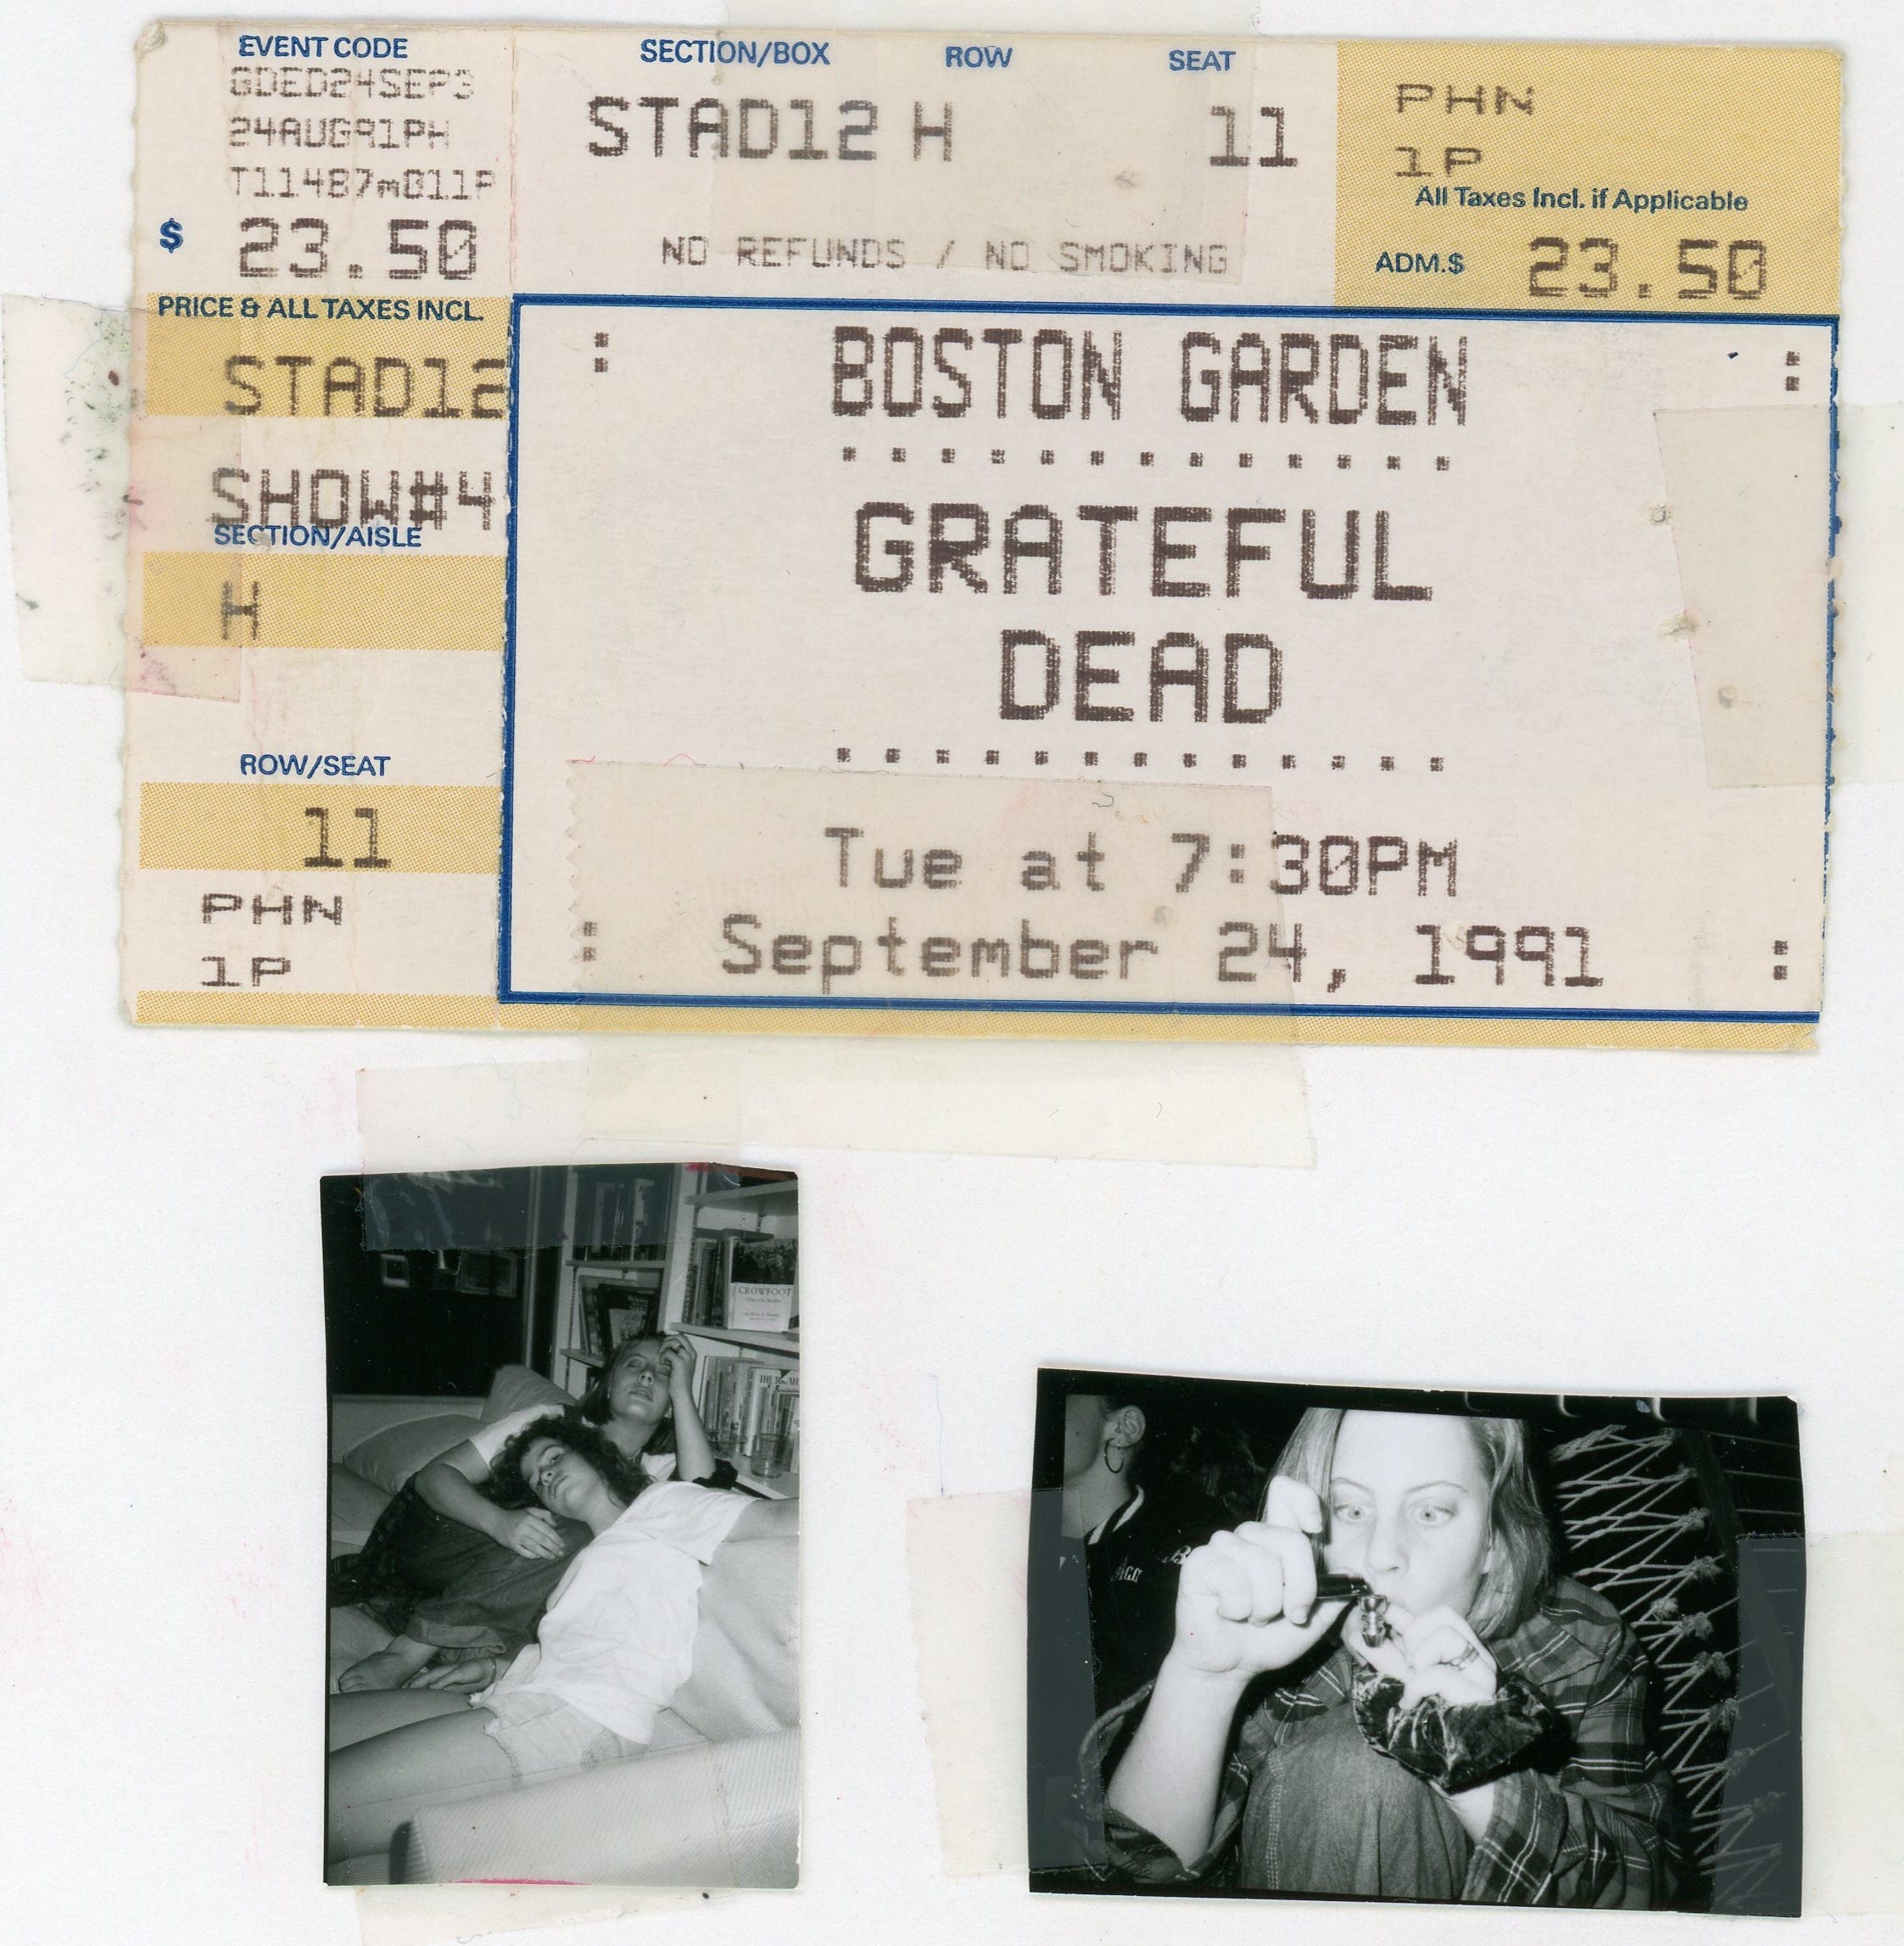 EVENT CODE
GDED24SEP3
24AUG91PH
$ 23.50
PRICE & ALL TAXES INCL.
STAD12
SHOW#4
SECTION/AISLE
H
ROW/SEAT
11
PHN
1P
SECTION/BOX ROW SEAT
STAD12 H 11
NO REFUNDS / NO SMOKING
PHN
1P
All Taxes Incl. if Applicable
ADM.$ 23.50
BOSTON GARDEN
GRATEFUL
DEAD
Tue at 7:30PM
September 24, 1991
CROWFOOT